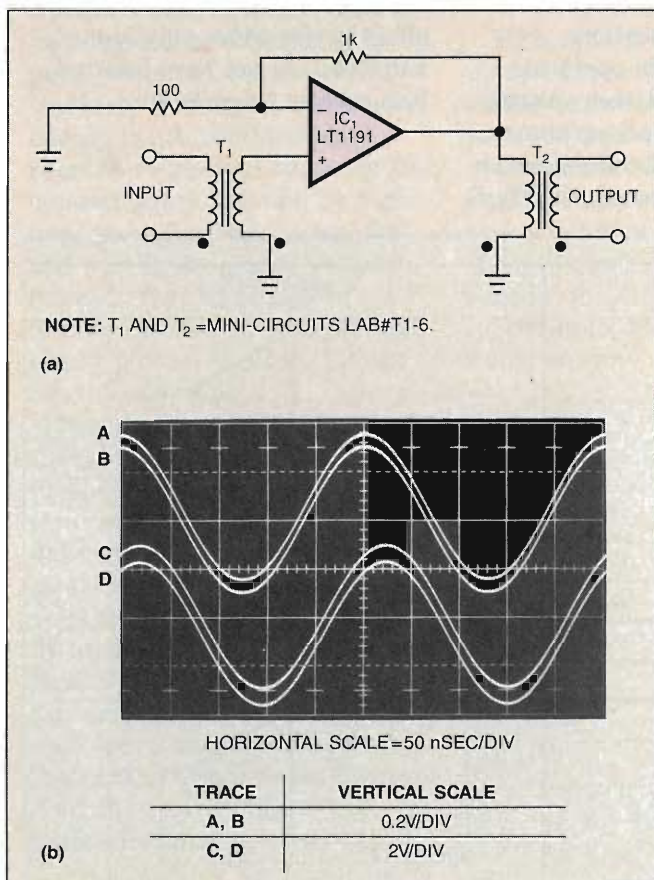 1k
100
IC₁
LT1191
−
+
T₁
T₂
INPUT
OUTPUT
NOTE: T₁ AND T₂ =MINI-CIRCUITS LAB#T1-6.
(a)
A
B
C
D
HORIZONTAL SCALE=50 nSEC/DIV
TRACE VERTICAL SCALE
A, B 0.2V/DIV
C, D 2V/DIV
(b)